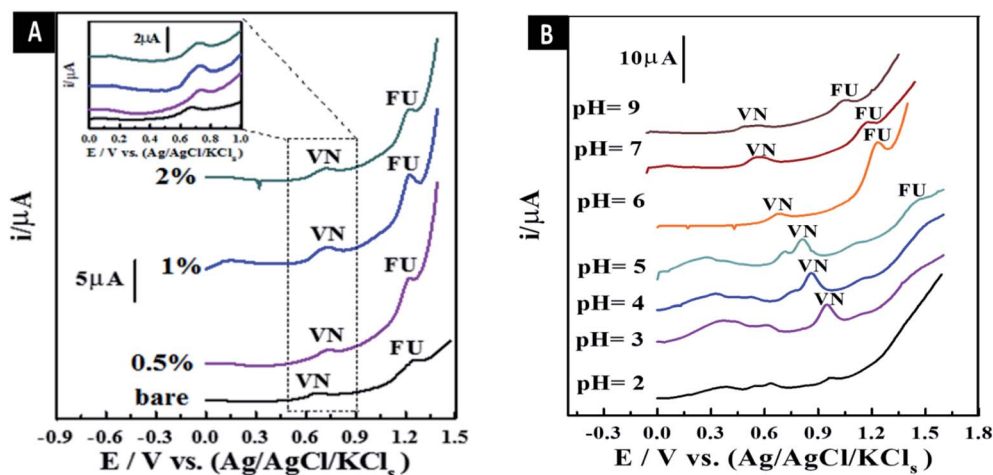 A
2µA
i/µA
0.0 0.2 0.4 0.6 0.8 1.0
E / V vs. (Ag/AgCl/KCl_s)
FU
VN
2%
FU
VN
1%
5µA
FU
VN
0.5%
FU
VN
bare
i/µA
-0.9 -0.6 -0.3 0.0 0.3 0.6 0.9 1.2 1.5
E / V vs. (Ag/AgCl/KCl_s)
B
10µA
FU
pH= 9
VN
FU
pH= 7
VN
FU
pH= 6
VN
FU
pH= 5
VN
pH= 4
VN
pH= 3
VN
pH= 2
i/µA
-0.3 0.0 0.3 0.6 0.9 1.2 1.5 1.8
E / V vs. (Ag/AgCl/KCl_s)